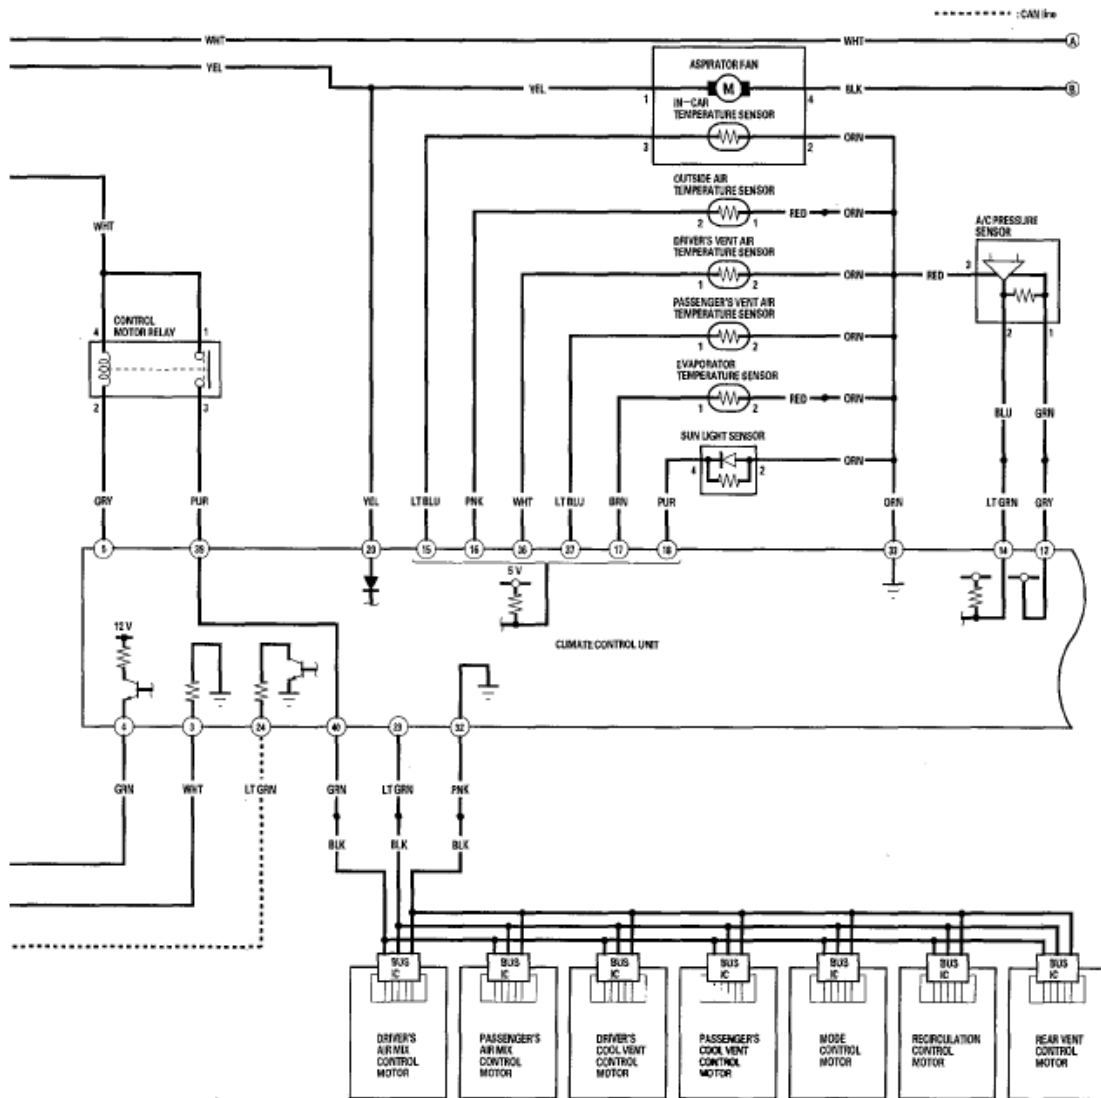 : CAN line
WHT
WHT
A
YEL
ASPIRATOR FAN
YEL
1
M
4
BLK
B
IN-CAR
TEMPERATURE SENSOR
3
2
ORN
OUTSIDE AIR
TEMPERATURE SENSOR
2
1
RED
ORN
WHT
A/C PRESSURE
SENSOR
DRIVER'S VENT AIR
TEMPERATURE SENSOR
1
2
ORN
RED
3
2
1
PASSENGER'S VENT AIR
TEMPERATURE SENSOR
1
2
ORN
CONTROL
MOTOR RELAY
4
1
2
3
EVAPORATOR
TEMPERATURE SENSOR
1
2
RED
ORN
BLU
GRN
SUN LIGHT SENSOR
4
2
ORN
GRY
PUR
YEL
LT BLU
PNK
WHT
LT BLU
BRN
PUR
ORN
LT GRN
GRY
5
39
20
15
16
36
37
17
18
33
14
12
5 V
12 V
CLIMATE CONTROL UNIT
4
3
24
40
23
32
GRN
WHT
LT GRN
GRN
LT GRN
PNK
BLK
BLK
BLK
BUS
IC
BUS
IC
BUS
IC
BUS
IC
BUS
IC
BUS
IC
BUS
IC
DRIVER'S
AIR MIX
CONTROL
MOTOR
PASSENGER'S
AIR MIX
CONTROL
MOTOR
DRIVER'S
COOL VENT
CONTROL
MOTOR
PASSENGER'S
COOL VENT
CONTROL
MOTOR
MODE
CONTROL
MOTOR
RECIRCULATION
CONTROL
MOTOR
REAR VENT
CONTROL
MOTOR